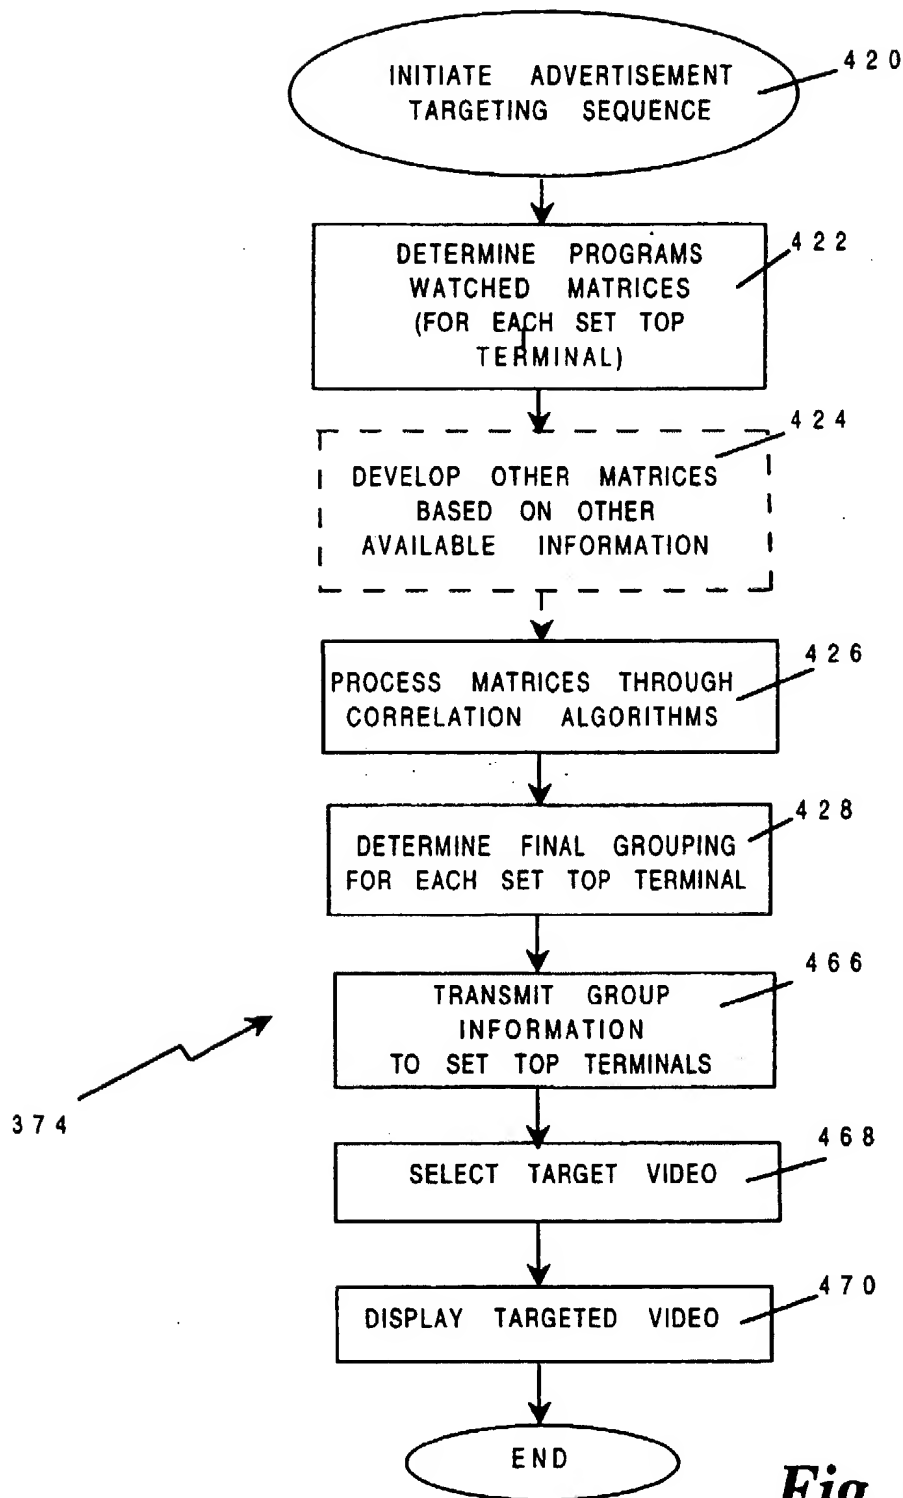 INITIATE ADVERTISEMENT
TARGETING SEQUENCE
420
DETERMINE PROGRAMS
WATCHED MATRICES
(FOR EACH SET TOP
TERMINAL)
422
424
DEVELOP OTHER MATRICES
BASED ON OTHER
AVAILABLE INFORMATION
426
PROCESS MATRICES THROUGH
CORRELATION ALGORITHMS
428
DETERMINE FINAL GROUPING
FOR EACH SET TOP TERMINAL
466
TRANSMIT GROUP
INFORMATION
TO SET TOP TERMINALS
374
468
SELECT TARGET VIDEO
470
DISPLAY TARGETED VIDEO
END
Fig